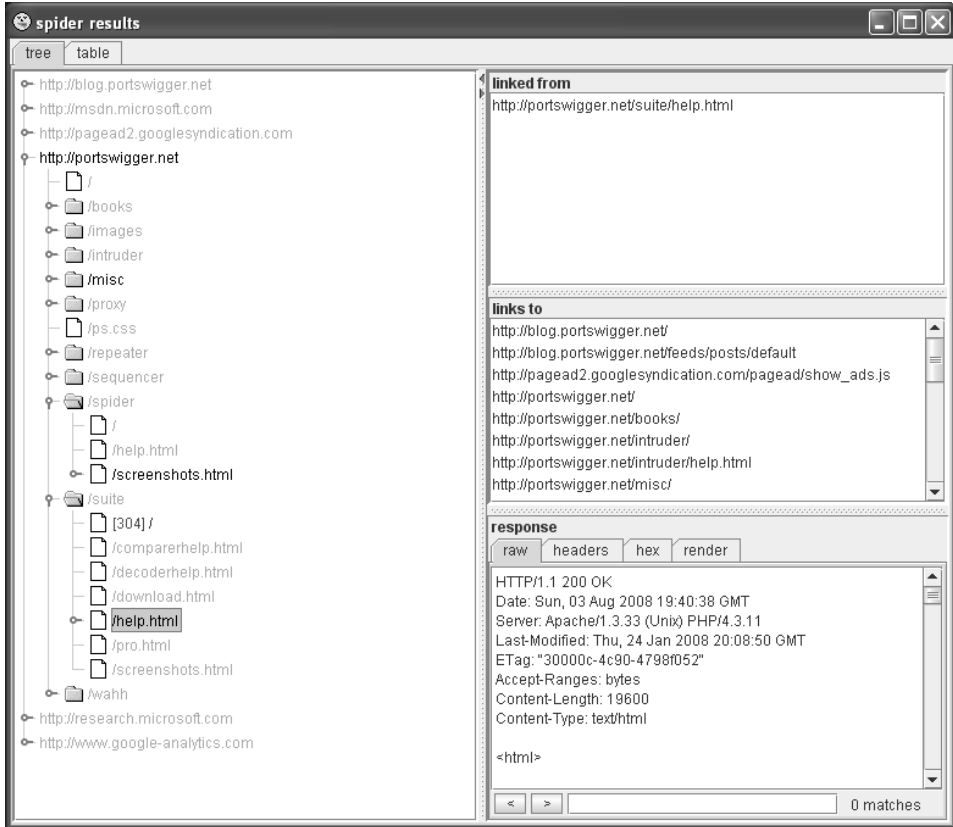 spider results
tree table
http://blog.portswigger.net
http://msdn.microsoft.com
http://pagead2.googlesyndication.com
http://portswigger.net
/
/books
/images
/intruder
/misc
/proxy
/ps.css
/repeater
/sequencer
/spider
/
/help.html
/screenshots.html
/suite
[304] /
/comparerhelp.html
/decoderhelp.html
/download.html
/help.html
/pro.html
/screenshots.html
/wahh
http://research.microsoft.com
http://www.google-analytics.com
linked from
http://portswigger.net/suite/help.html
links to
http://blog.portswigger.net/
http://blog.portswigger.net/feeds/posts/default
http://pagead2.googlesyndication.com/pagead/show_ads.js
http://portswigger.net/
http://portswigger.net/books/
http://portswigger.net/intruder/
http://portswigger.net/intruder/help.html
http://portswigger.net/misc/
response
raw headers hex render
HTTP/1.1 200 OK
Date: Sun, 03 Aug 2008 19:40:38 GMT
Server: Apache/1.3.33 (Unix) PHP/4.3.11
Last-Modified: Thu, 24 Jan 2008 20:08:50 GMT
ETag: "30000c-4c90-4798f052"
Accept-Ranges: bytes
Content-Length: 19600
Content-Type: text/html
<html>
< > 0 matches